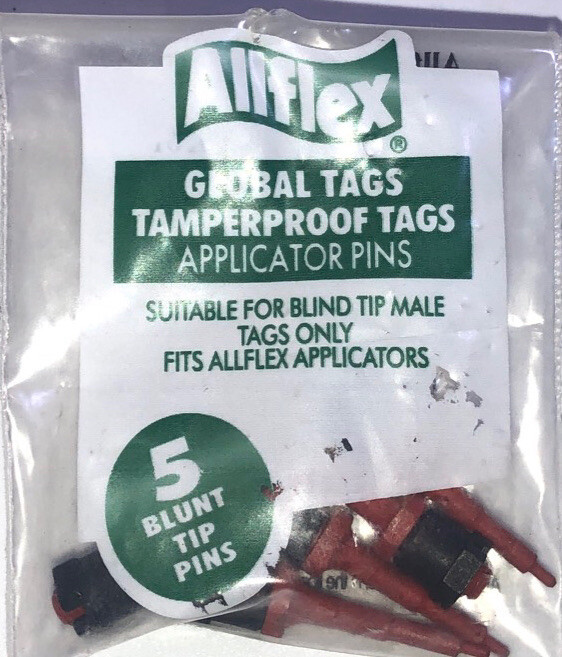 Allflex®
GLOBAL TAGS
TAMPERPROOF TAGS
APPLICATOR PINS
SUITABLE FOR BLIND TIP MALE
TAGS ONLY
FITS ALLFLEX APPLICATORS
5
BLUNT
TIP
PINS